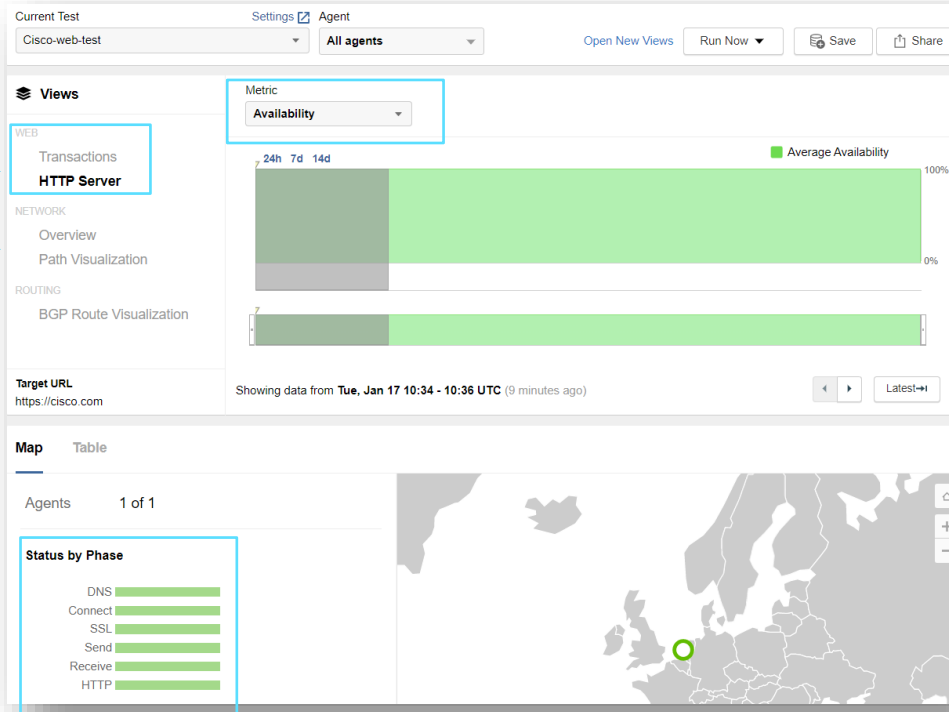 Current Test
Settings
Agent
Cisco-web-test
All agents
Open New Views
Run Now
Save
Share
Views
Metric
Availability
WEB
Transactions
HTTP Server
NETWORK
Overview
Path Visualization
ROUTING
BGP Route Visualization
24h 7d 14d
Average Availability
7
100%
0%
7
Target URL
https://cisco.com
Showing data from Tue, Jan 17 10:34 - 10:36 UTC (9 minutes ago)
Latest
Map
Table
Agents
1 of 1
Status by Phase
DNS
Connect
SSL
Send
Receive
HTTP